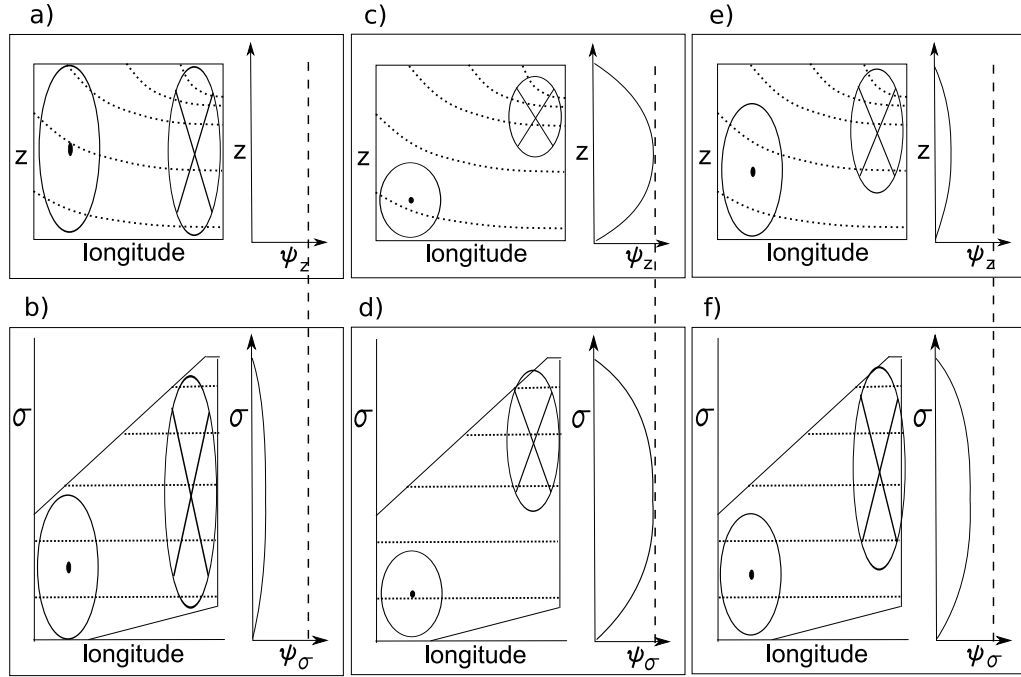 a)
z
z
longitude
ψz
c)
z
z
longitude
ψz
e)
z
z
longitude
ψz
b)
σ
σ
longitude
ψσ
d)
σ
σ
longitude
ψσ
f)
σ
σ
longitude
ψσ